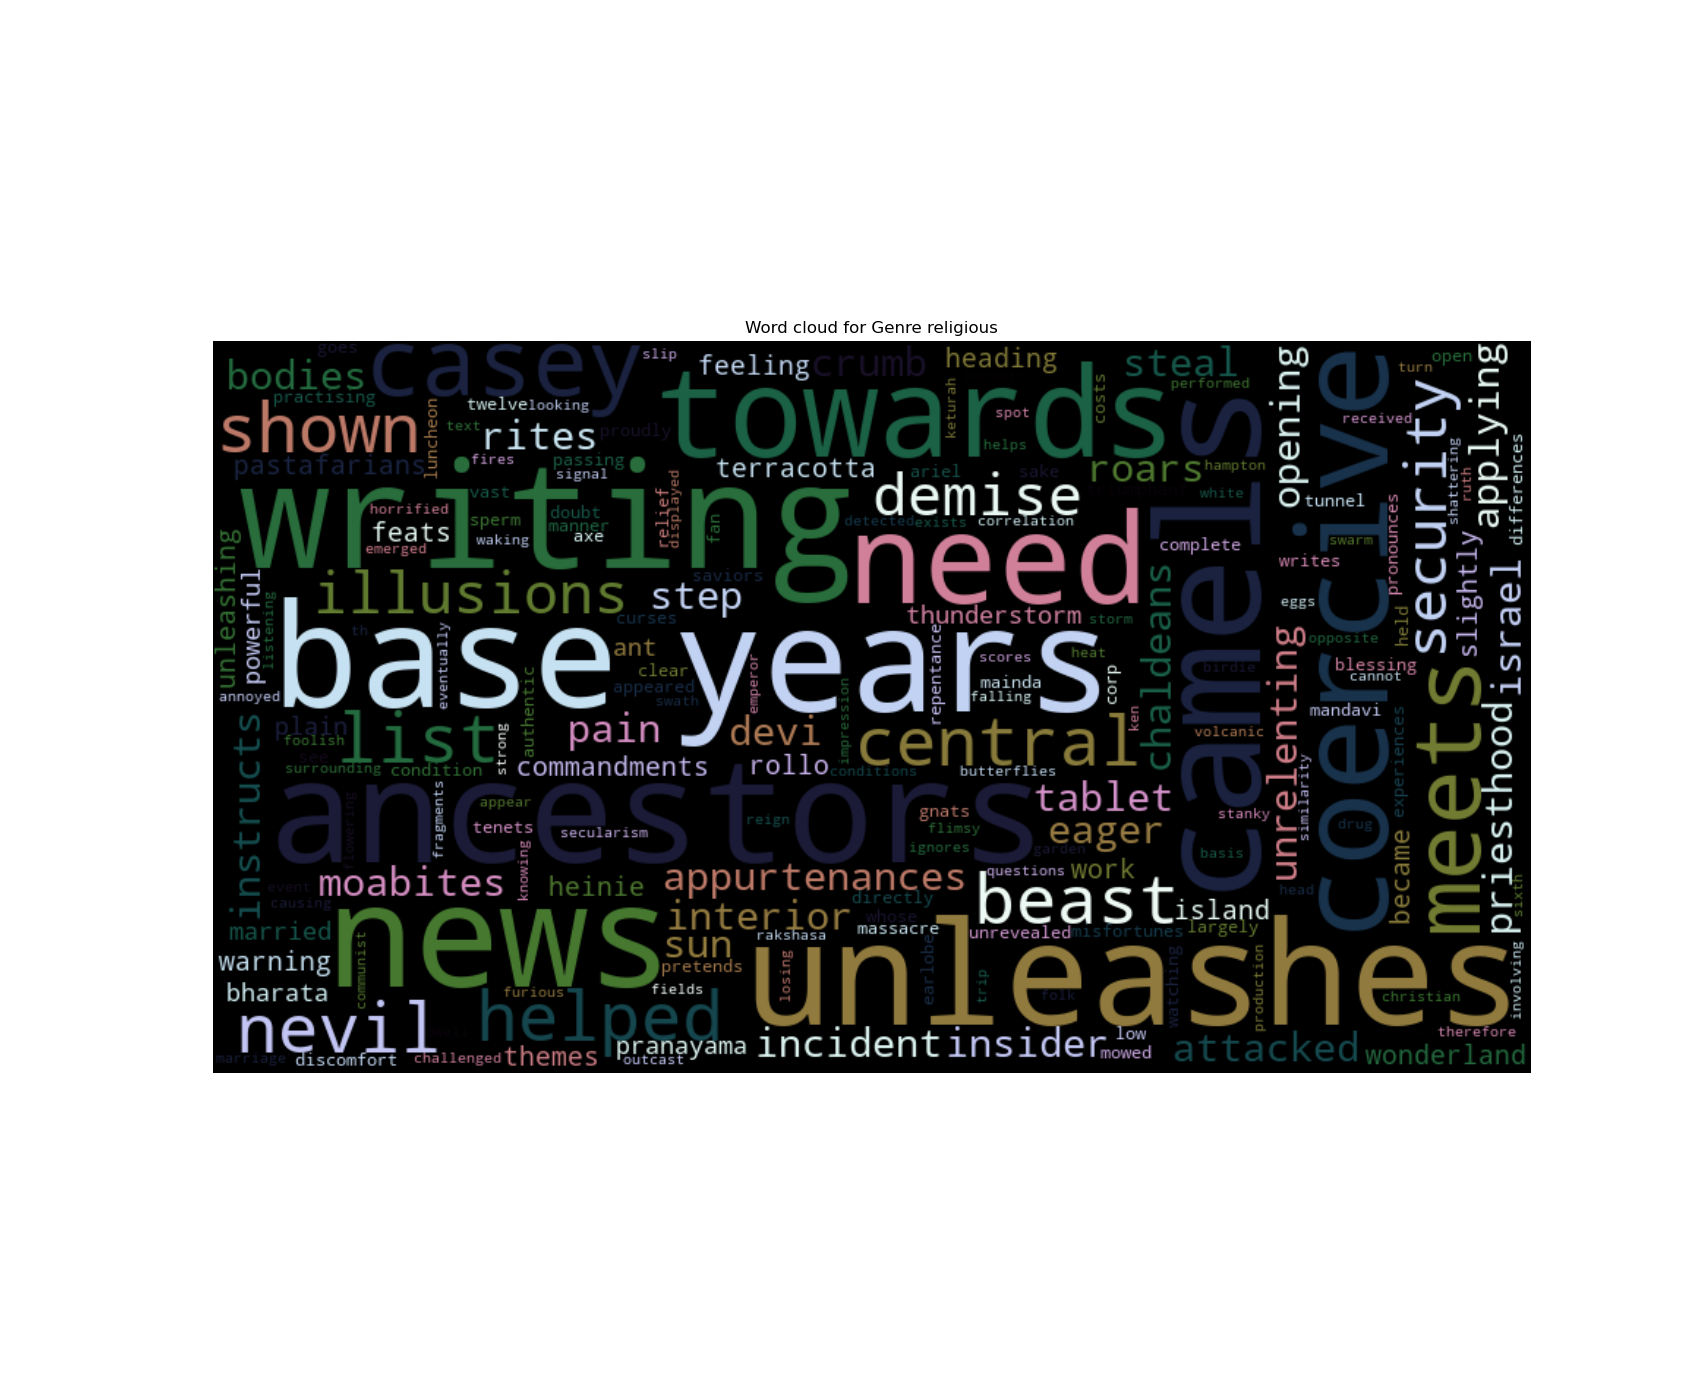 Word cloud for Genre religious
goes casey slip feeling crumb heading steal opening coercive turn open applying
bodies practising luncheon twelve looking towards keturah costs performed camels received security
shown text rites proudly spot helps shattering ruth differences
pastafarians fires passing signal terracotta ariel sake roars hampton
writing vast relief displayed demise white tunnel pronounces
horrified feats sperm doubt manner fan detected exists correlation
emerged waking axe need complete writes swarm slightly
unleashing powerful listening illusions step saviors thunderstorm storm chaldeans eggs held israel
base years curses th eventually ant repentance scores heat unrelenting opposite
annoyed clear appeared swath emperor mainda falling corp birdie blessing cannot meets
instructs plain list authentic pain devi impression central ken volcanic mandavi priesthood
foolish see strong
surrounding condition commandments rollo conditions butterflies similarity experiences
ancestors flowering fragments appear tablet stanky drug
tenets secularism reign gnats flimsy eager
knowing ignores garden basis
event moabites heinie appurtenances questions work head became sixth
causing news interior directly whose beast island
married communist sun rakshasa massacre unrevealed misfortunes largely
warning pretends losing unleashes earlobe trip watching production involving
bharata furious fields folk christian
nevil helped incident insider low therefore
marriage discomfort challenged themes pranayama outcast mowed attacked wonderland